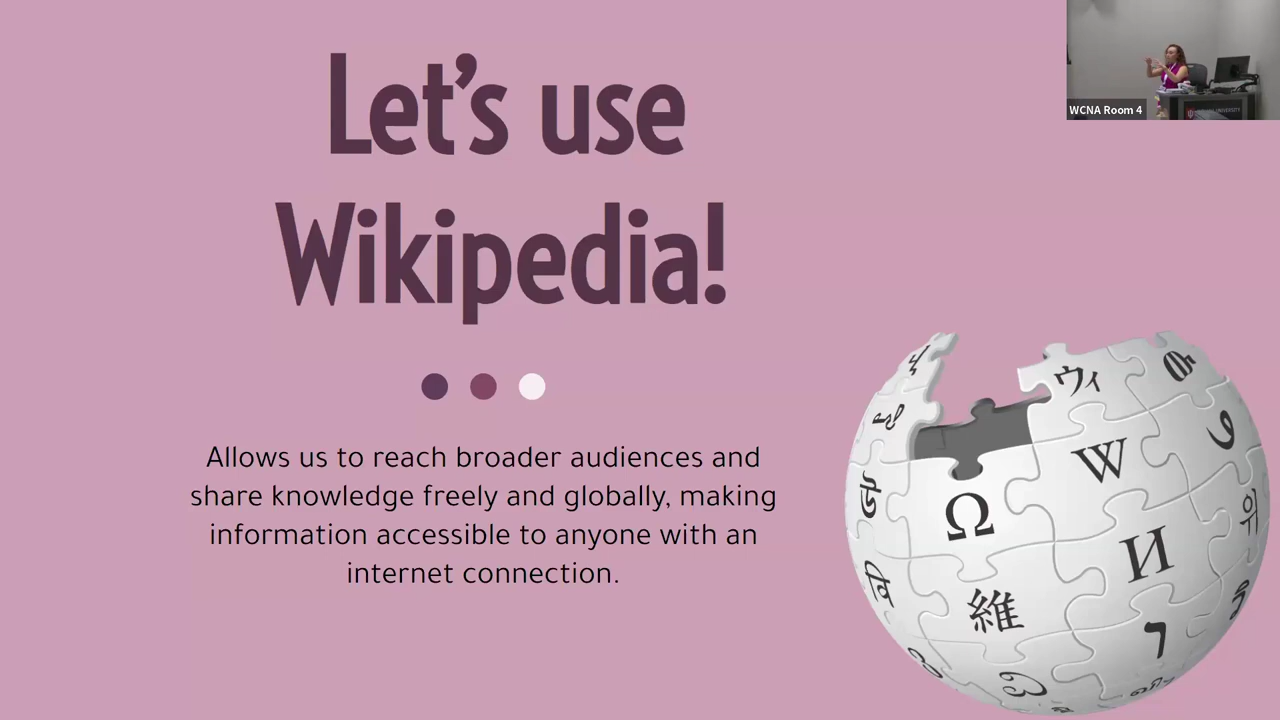 Let's use
Wikipedia!
Allows us to reach broader audiences and
share knowledge freely and globally, making
information accessible to anyone with an
internet connection.
WCNA Room 4
ウィ
W
Ω
И
維
위
ר